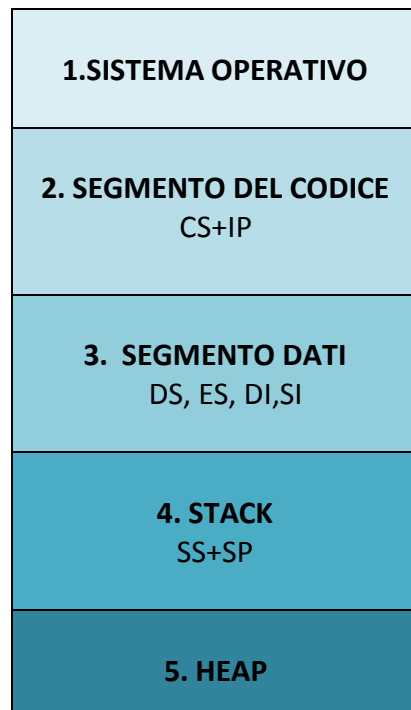 1.SISTEMA OPERATIVO
2. SEGMENTO DEL CODICE
CS+IP
3. SEGMENTO DATI
DS, ES, DI,SI
4. STACK
SS+SP
5. HEAP